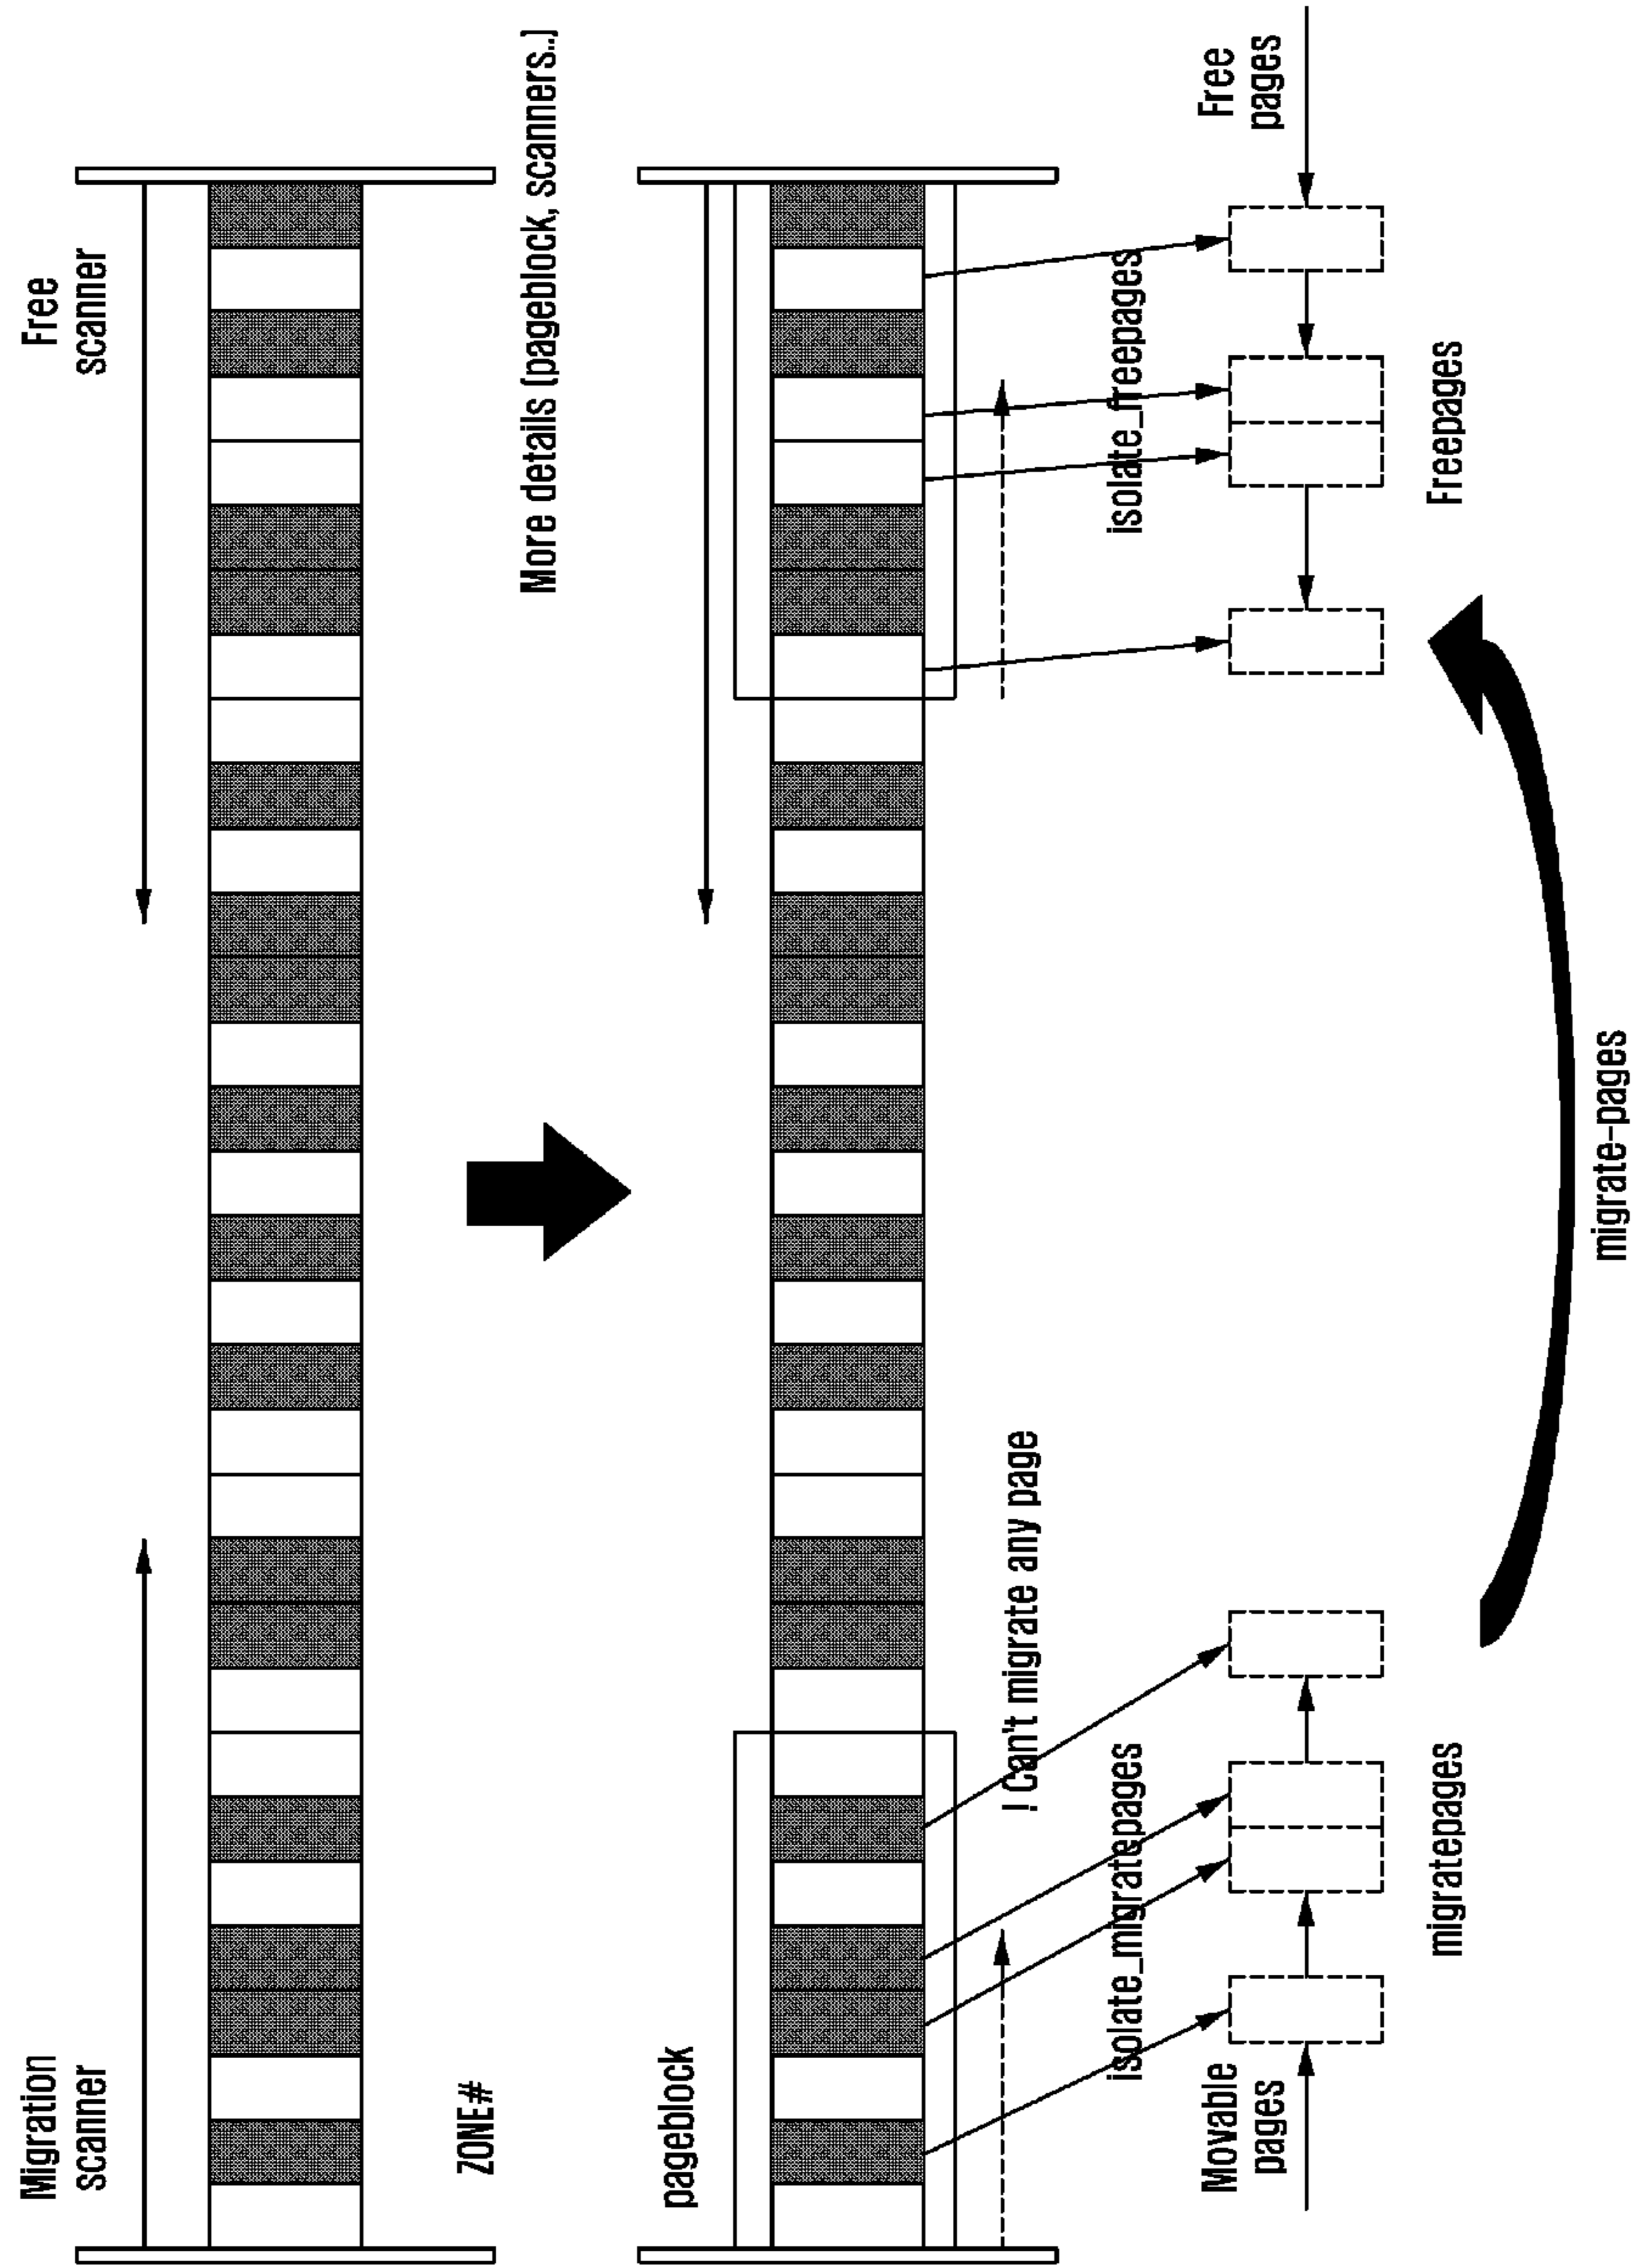 Migration
scanner
Free
scanner
ZONE#
More details (pageblock, scanners..)
pageblock
! Can't migrate any page
isolate_migratepages
isolate_freepages
Movable
pages
Free
pages
migratepages
Freepages
migrate-pages